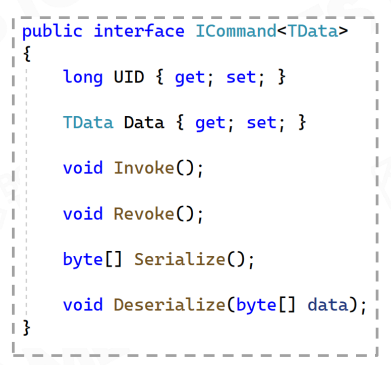 public interface ICommand<TData>
{
    long UID { get; set; }
    TData Data { get; set; }
    void Invoke();
    void Revoke();
    byte[] Serialize();
    void Deserialize(byte[] data);
}